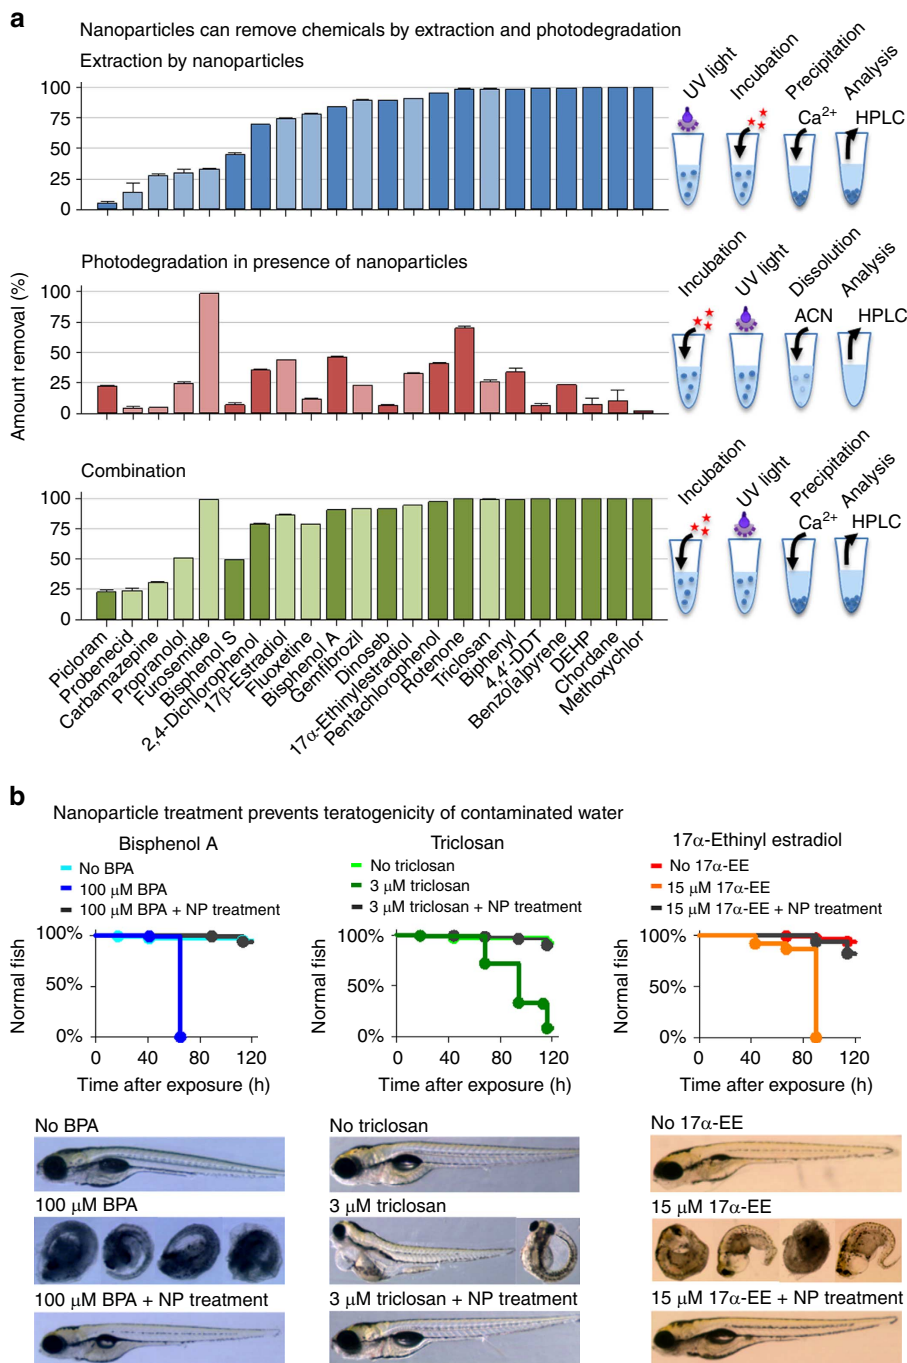 a
Nanoparticles can remove chemicals by extraction and photodegradation
Extraction by nanoparticles
UV light
Incubation
Precipitation
Analysis
Ca²⁺
HPLC
100
75
50
25
0
Photodegradation in presence of nanoparticles
Incubation
UV light
Dissolution
Analysis
ACN
HPLC
100
75
50
25
0
Amount removal (%)
Combination
Incubation
UV light
Precipitation
Analysis
Ca²⁺
HPLC
100
75
50
25
0
Picloram
Probenecid
Carbamazepine
Propranolol
Furosemide
Bisphenol S
2,4-Dichlorophenol
17β-Estradiol
Fluoxetine
Bisphenol A
Gemfibrozil
Dinoseb
17α-Ethinylestradiol
Pentachlorophenol
Rotenone
Triclosan
Biphenyl
4,4′-DDT
Benzo[a]pyrene
DEHP
Chordane
Methoxychlor
b
Nanoparticle treatment prevents teratogenicity of contaminated water
Bisphenol A
No BPA
100 μM BPA
100 μM BPA + NP treatment
Normal fish
100%
50%
0%
0 40 80 120
Time after exposure (h)
Triclosan
No triclosan
3 μM triclosan
3 μM triclosan + NP treatment
Normal fish
100%
50%
0%
0 40 80 120
Time after exposure (h)
17α-Ethinyl estradiol
No 17α-EE
15 μM 17α-EE
15 μM 17α-EE + NP treatment
Normal fish
100%
50%
0%
0 40 80 120
Time after exposure (h)
No BPA
100 μM BPA
100 μM BPA + NP treatment
No triclosan
3 μM triclosan
3 μM triclosan + NP treatment
No 17α-EE
15 μM 17α-EE
15 μM 17α-EE + NP treatment